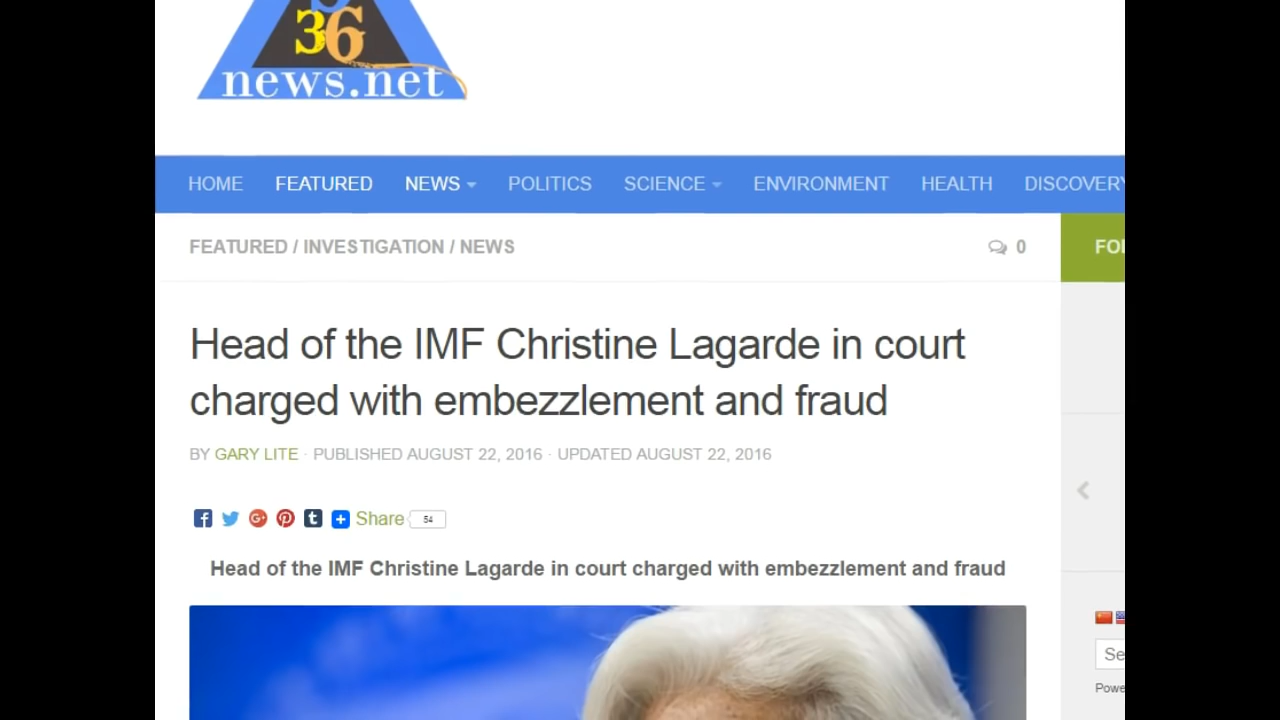 36
news.net
HOME FEATURED NEWS POLITICS SCIENCE ENVIRONMENT HEALTH DISCOVERY
FEATURED / INVESTIGATION / NEWS 0
Head of the IMF Christine Lagarde in court
charged with embezzlement and fraud
BY GARY LITE · PUBLISHED AUGUST 22, 2016 · UPDATED AUGUST 22, 2016
Share 54
Head of the IMF Christine Lagarde in court charged with embezzlement and fraud